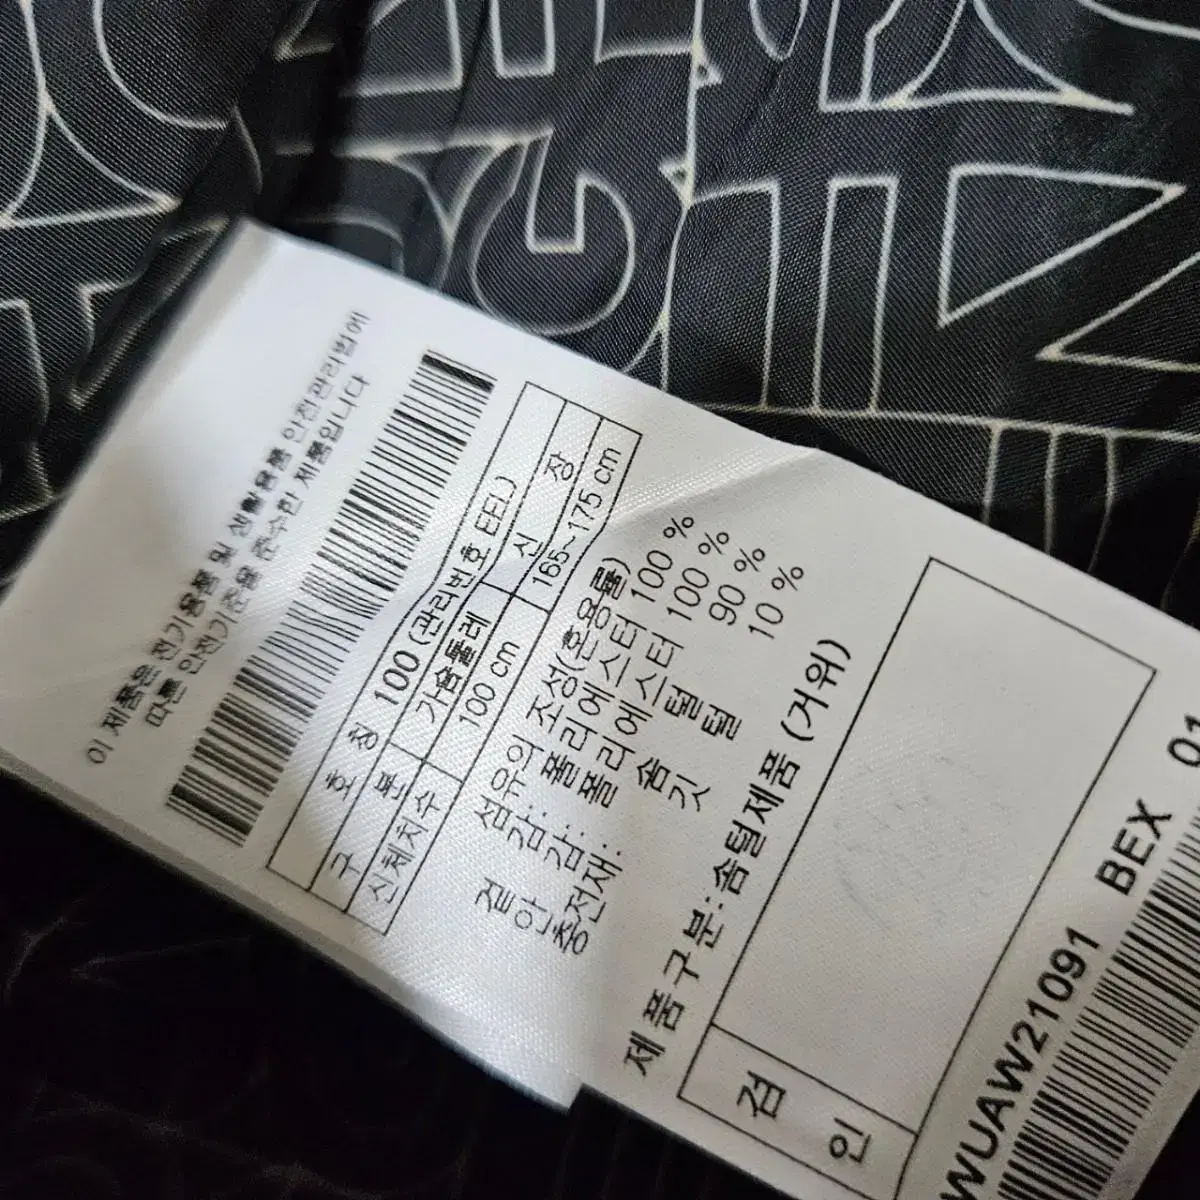 이 제품은 전기용품 및 생활용품 안전관리법에
따른 안전기준을 준수한 제품입니다
호 칭 100 (관리번호 EEL)
구 분 가슴둘레 신 장
신체치수 100 cm 165~175 cm
섬유의 조성(혼용률)
겉감: 폴리에스터 100 %
안감: 폴리에스터 100 %
충전재: 솜털 90 %
깃털 10 %
제품구분: 솜털제품 (거위)
검 인
WUAW21091 BEX 01